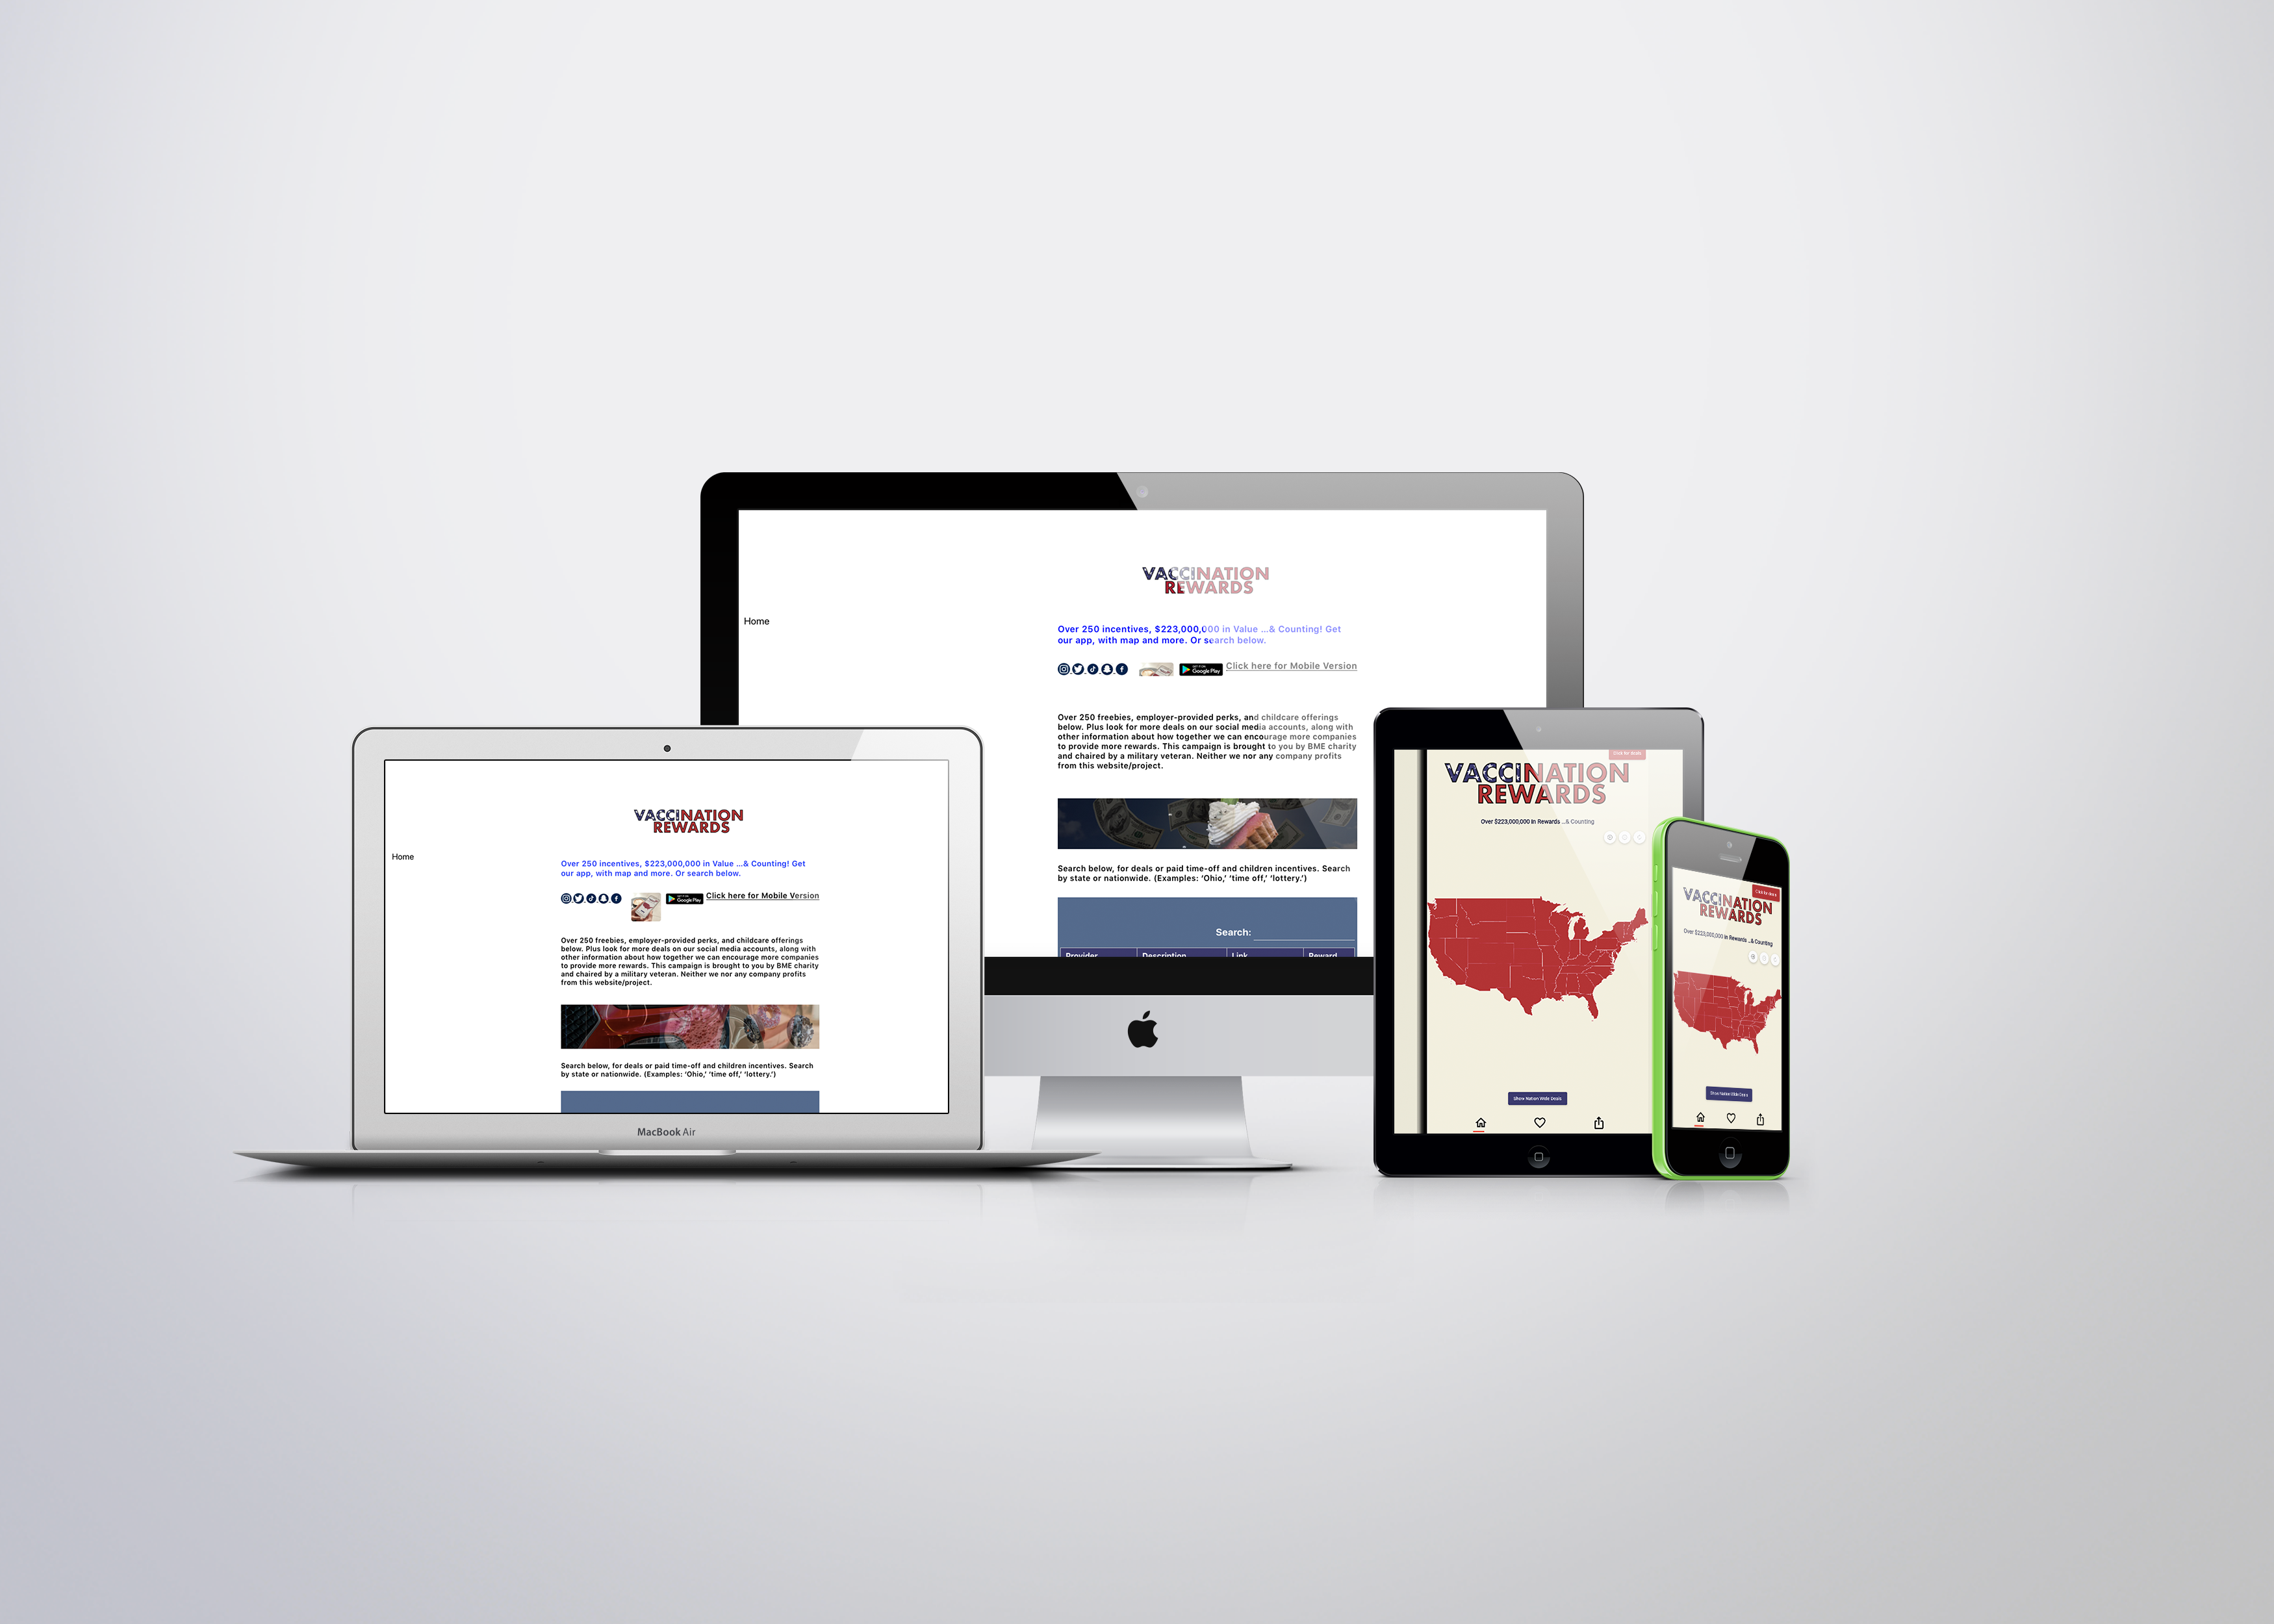 VACCINATION
REWARDS
Home
Over 250 incentives, $223,000,000 in Value ...& Counting! Get
our app, with map and more. Or search below.
GET IT ON
Google Play
Click here for Mobile Version
Over 250 freebies, employer-provided perks, and childcare offerings
below. Plus look for more deals on our social media accounts, along with
other information about how together we can encourage more companies
to provide more rewards. This campaign is brought to you by BME charity
and chaired by a military veteran. Neither we nor any company profits
from this website/project.
Search below, for deals or paid time-off and children incentives. Search
by state or nationwide. (Examples: ‘Ohio,’ ‘time off,’ ‘lottery.’)
Search:
Provider Description Link Reward
VACCINATION
REWARDS
Home
Over 250 incentives, $223,000,000 in Value ...& Counting! Get
our app, with map and more. Or search below.
Google Play
Click here for Mobile Version
Over 250 freebies, employer-provided perks, and childcare offerings
below. Plus look for more deals on our social media accounts, along with
other information about how together we can encourage more companies
to provide more rewards. This campaign is brought to you by BME charity
and chaired by a military veteran. Neither we nor any company profits
from this website/project.
Search below, for deals or paid time-off and children incentives. Search
by state or nationwide. (Examples: ‘Ohio,’ ‘time off,’ ‘lottery.’)
MacBook Air
Click for deals
VACCINATION
REWARDS
Over $223,000,000 in Rewards ...& Counting
Show Nation Wide Deals
Click for deals
VACCINATION
REWARDS
Over $223,000,000 in Rewards ...& Counting
Show Nation Wide Deals